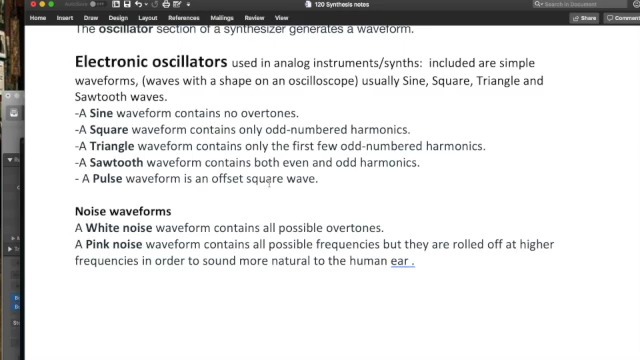 120 Synthesis notes
Search in Document
Home Insert Draw Design Layout References Mailings Review View Share Comments
The oscillator section of a synthesizer generates a waveform.
Electronic oscillators used in analog instruments/synths: included are simple
waveforms, (waves with a shape on an oscilloscope) usually Sine, Square, Triangle and
Sawtooth waves.
-A Sine waveform contains no overtones.
-A Square waveform contains only odd-numbered harmonics.
-A Triangle waveform contains only the first few odd-numbered harmonics.
-A Sawtooth waveform contains both even and odd harmonics.
- A Pulse waveform is an offset square wave.
Noise waveforms
A White noise waveform contains all possible overtones.
A Pink noise waveform contains all possible frequencies but they are rolled off at higher
frequencies in order to sound more natural to the human ear .